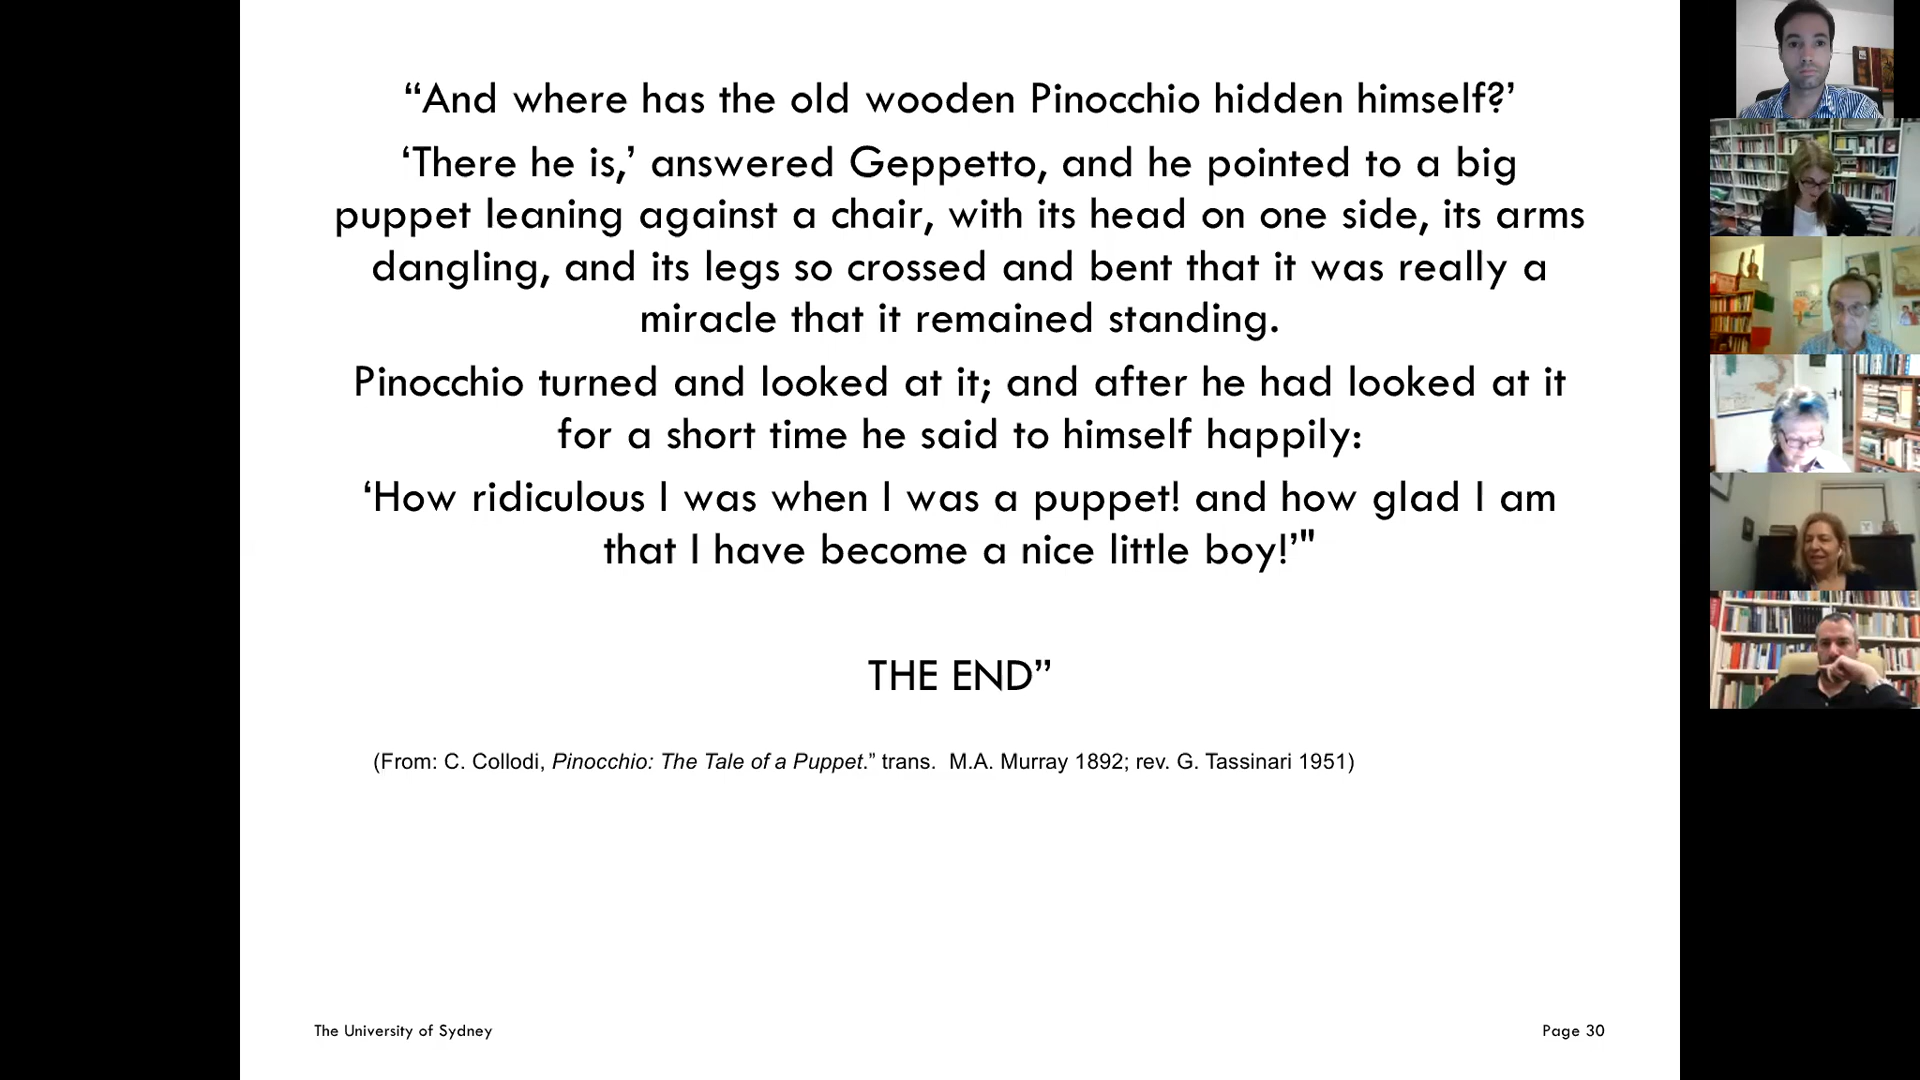 “And where has the old wooden Pinocchio hidden himself?’
‘There he is,’ answered Geppetto, and he pointed to a big
puppet leaning against a chair, with its head on one side, its arms
dangling, and its legs so crossed and bent that it was really a
miracle that it remained standing.
Pinocchio turned and looked at it; and after he had looked at it
for a short time he said to himself happily:
‘How ridiculous I was when I was a puppet! and how glad I am
that I have become a nice little boy!’"
THE END”
(From: C. Collodi, Pinocchio: The Tale of a Puppet.” trans.  M.A. Murray 1892; rev. G. Tassinari 1951)
The University of Sydney
Page 30